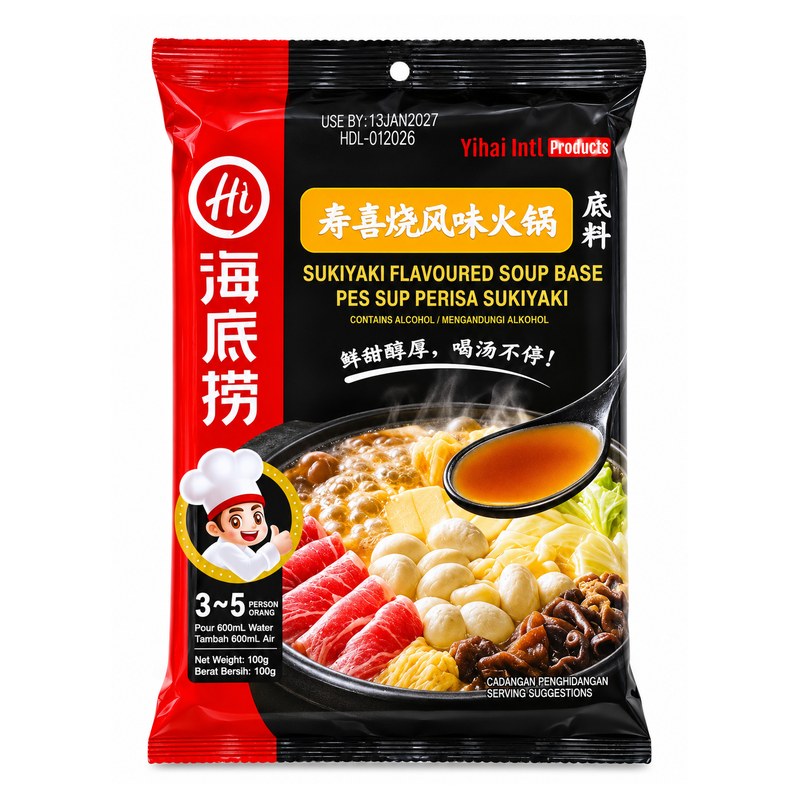 USE BY:13JAN2027
HDL-012026
Yihai Intl Products
Hi
海底捞
寿喜烧风味火锅
底料
SUKIYAKI FLAVOURED SOUP BASE
PES SUP PERISA SUKIYAKI
CONTAINS ALCOHOL / MENGANDUNGI ALKOHOL
鲜甜醇厚，喝汤不停！
3~5 PERSON
ORANG
Pour 600mL Water
Tambah 600mL Air
Net Weight: 100g
Berat Bersih: 100g
CADANGAN PENGHIDANGAN
SERVING SUGGESTIONS